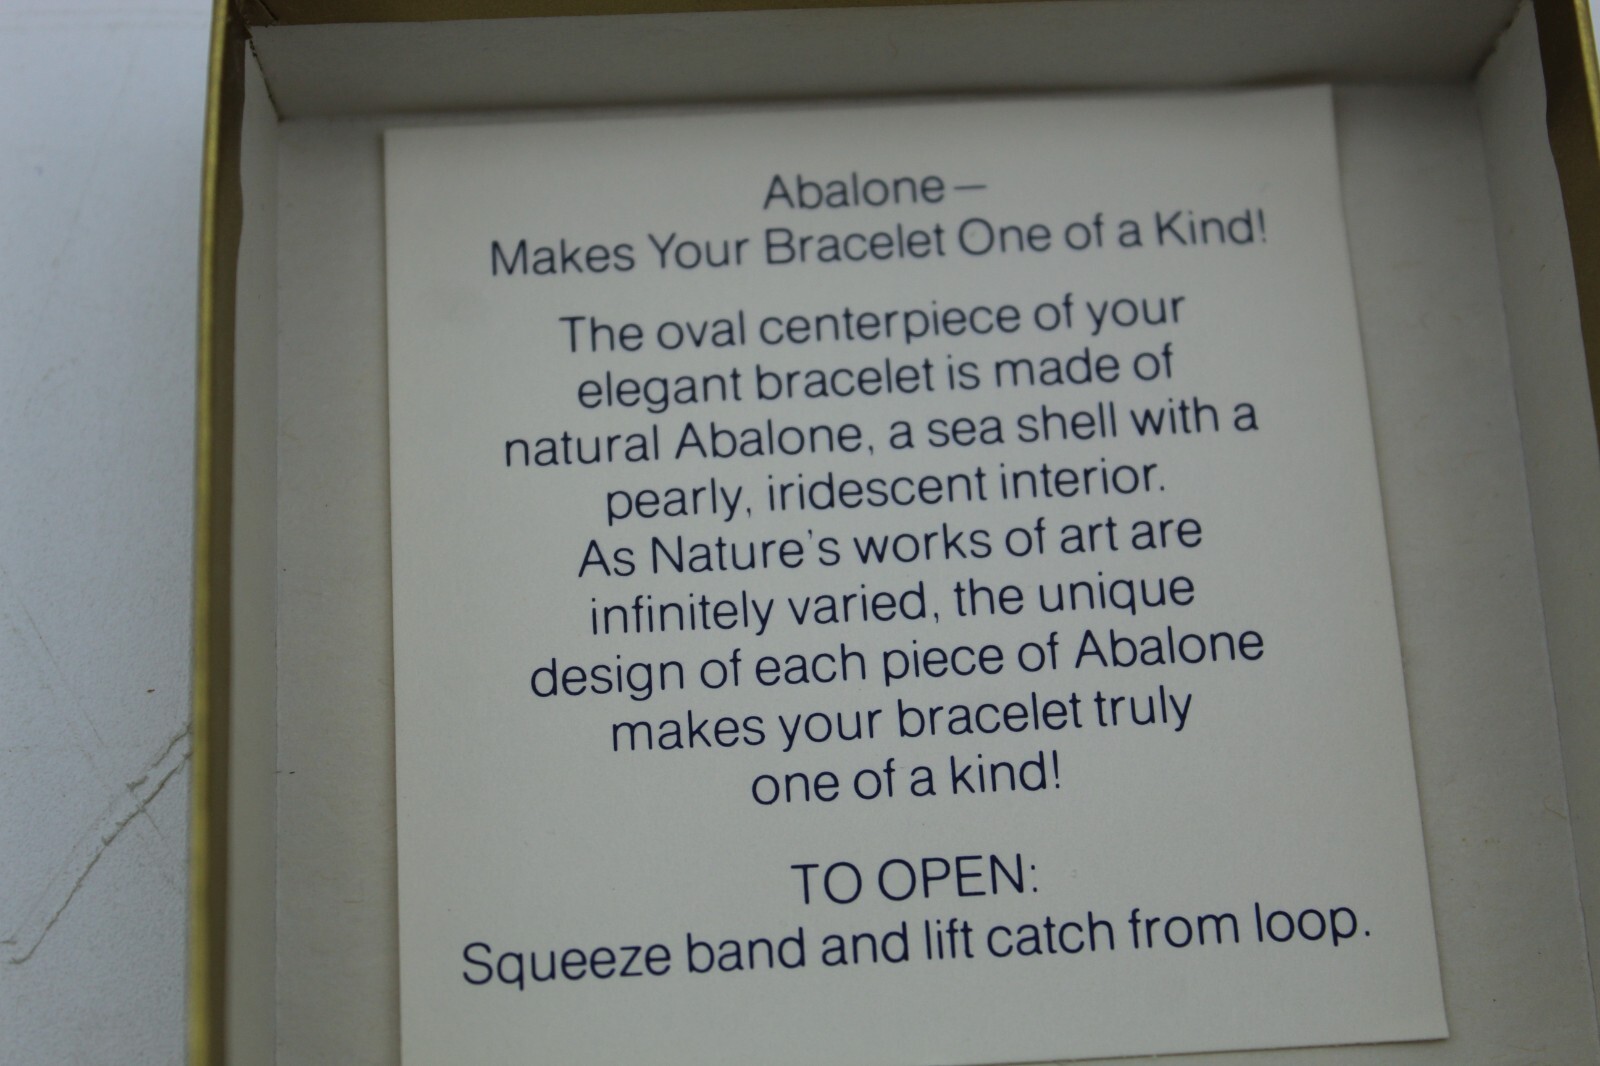 Abalone—
Makes Your Bracelet One of a Kind!
The oval centerpiece of your
elegant bracelet is made of
natural Abalone, a sea shell with a
pearly, iridescent interior.
As Nature's works of art are
infinitely varied, the unique
design of each piece of Abalone
makes your bracelet truly
one of a kind!
TO OPEN:
Squeeze band and lift catch from loop.